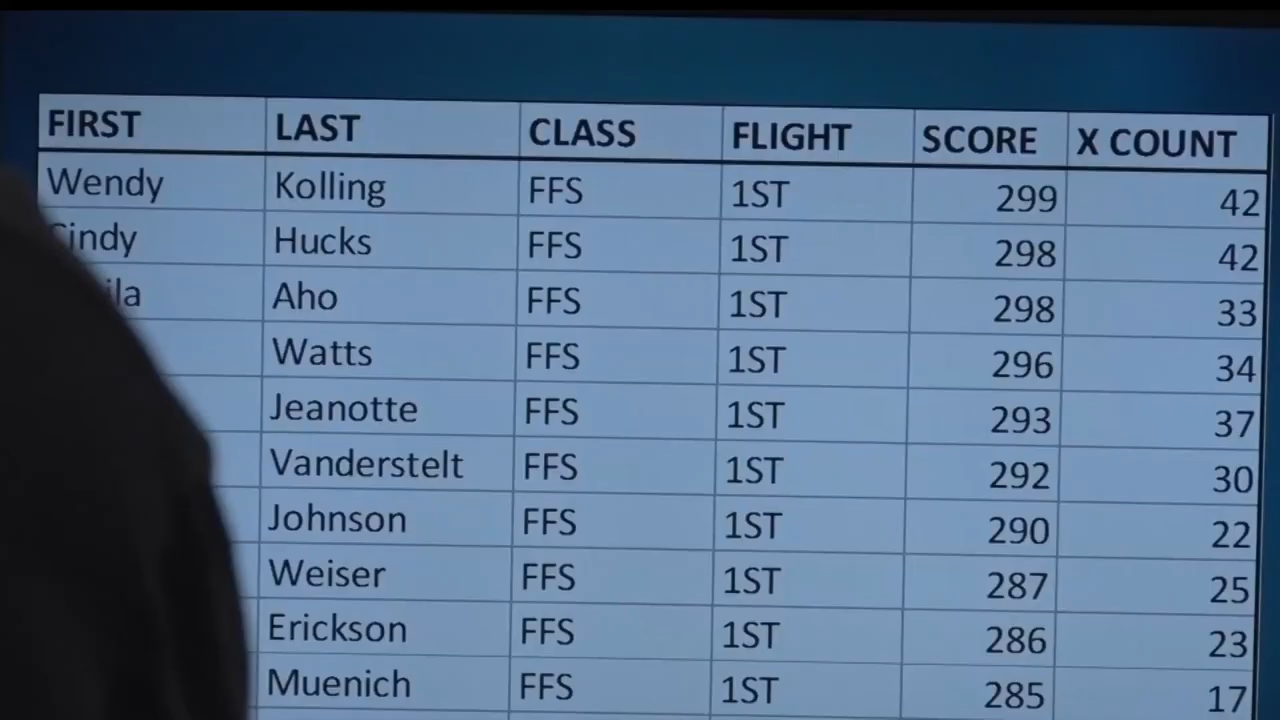 FIRST LAST CLASS FLIGHT SCORE X COUNT
Wendy Kolling FFS 1ST 299 42
Cindy Hucks FFS 1ST 298 42
Aho FFS 1ST 298 33
Watts FFS 1ST 296 34
Jeanotte FFS 1ST 293 37
Vanderstelt FFS 1ST 292 30
Johnson FFS 1ST 290 22
Weiser FFS 1ST 287 25
Erickson FFS 1ST 286 23
Muenich FFS 1ST 285 17